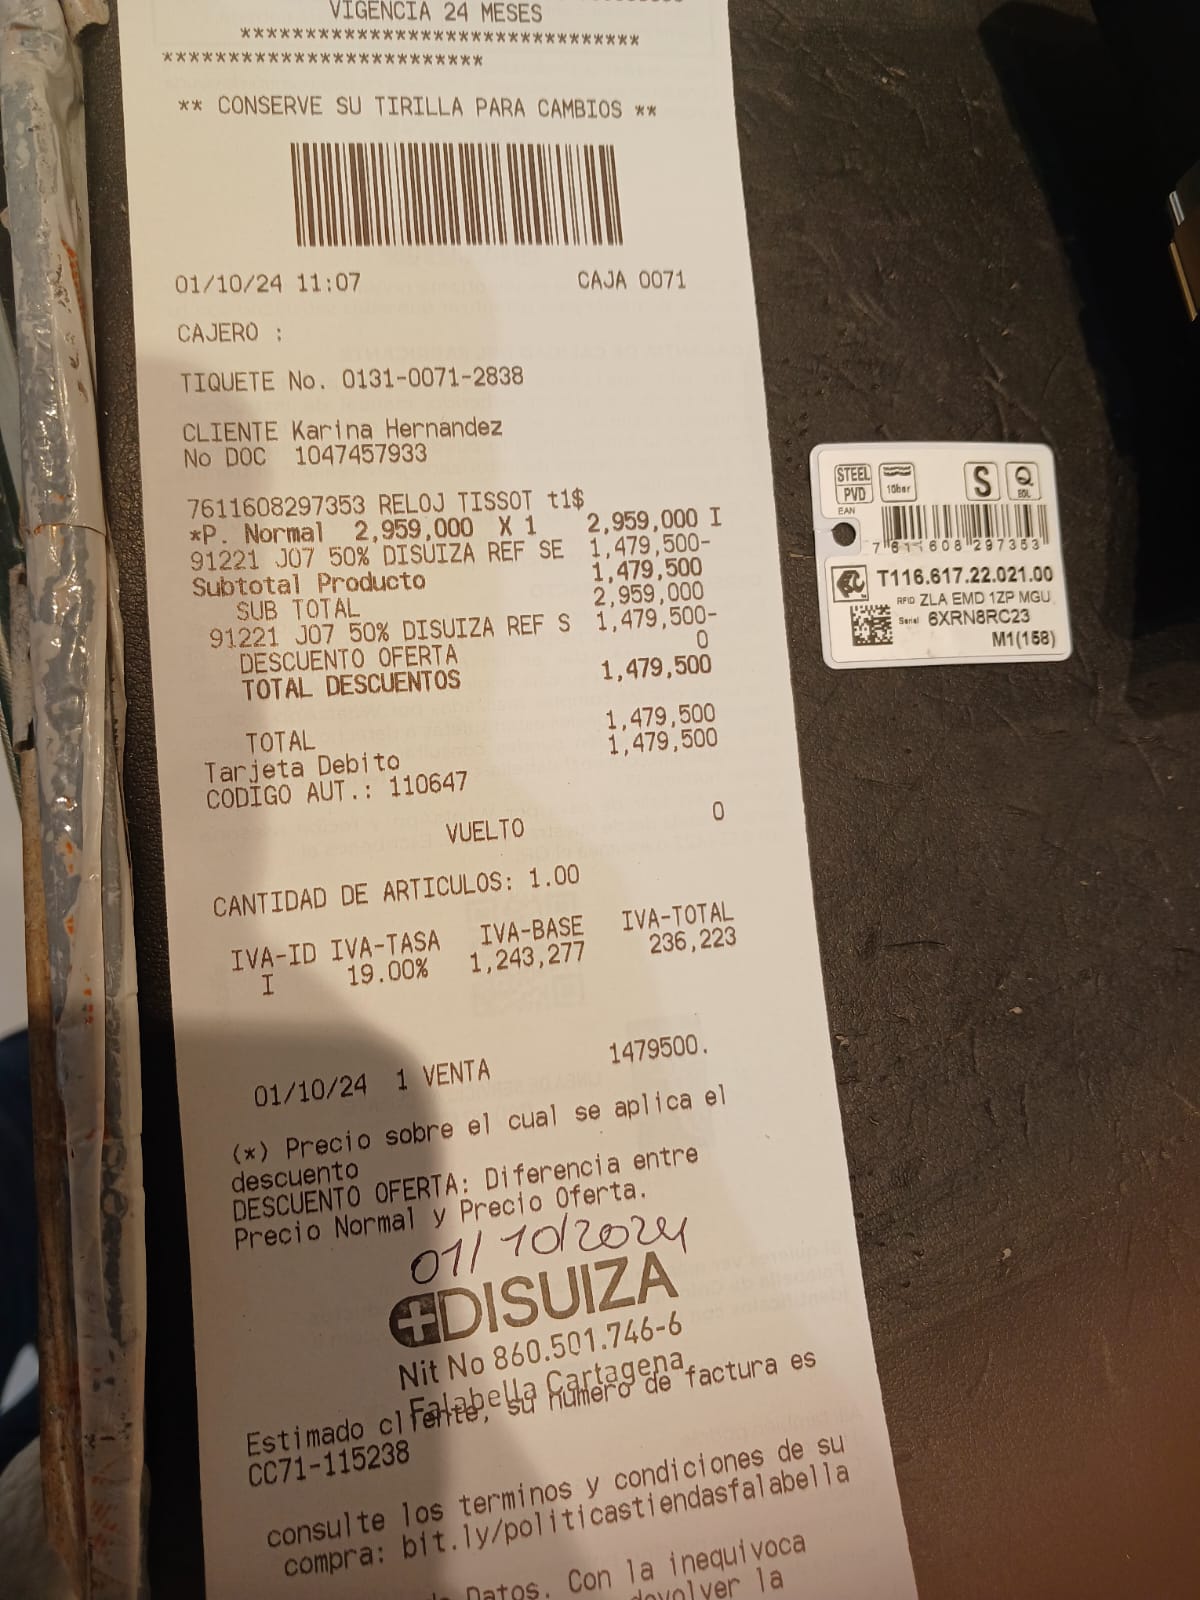 VIGENCIA 24 MESES
*******************************
*************************
** CONSERVE SU TIRILLA PARA CAMBIOS **
01/10/24 11:07 CAJA 0071
CAJERO :
TIQUETE No. 0131-0071-2838
CLIENTE Karina Hernandez
No DOC 1047457933
7611608297353 RELOJ TISSOT t1$
*P. Normal 2,959,000 X 1 2,959,000 I
91221 J07 50% DISUIZA REF SE 1,479,500-
Subtotal Producto 1,479,500
SUB TOTAL 2,959,000
91221 J07 50% DISUIZA REF S 1,479,500-
DESCUENTO OFERTA 0
TOTAL DESCUENTOS 1,479,500
TOTAL 1,479,500
Tarjeta Debito 1,479,500
CODIGO AUT.: 110647
VUELTO 0
CANTIDAD DE ARTICULOS: 1.00
IVA-ID IVA-TASA IVA-BASE IVA-TOTAL
I 19.00% 1,243,277 236,223
01/10/24 1 VENTA 1479500.
(*) Precio sobre el cual se aplica el
descuento
DESCUENTO OFERTA: Diferencia entre
Precio Normal y Precio Oferta.
01/10/2024
DISUIZA
Nit No 860.501.746-6
Falabella Cartagena
Estimado cliente, su numero de factura es
CC71-115238
consulte los terminos y condiciones de su
compra: bit.ly/politicastiendasfalabella
Datos. Con la inequivoca
devolver la
STEEL
PVD
10bar
S
Q
EOL
EAN
7 611608 297353
T116.617.22.021.00
RFID ZLA EMD 1ZP MGU
Serial 6XRN8RC23
M1(158)